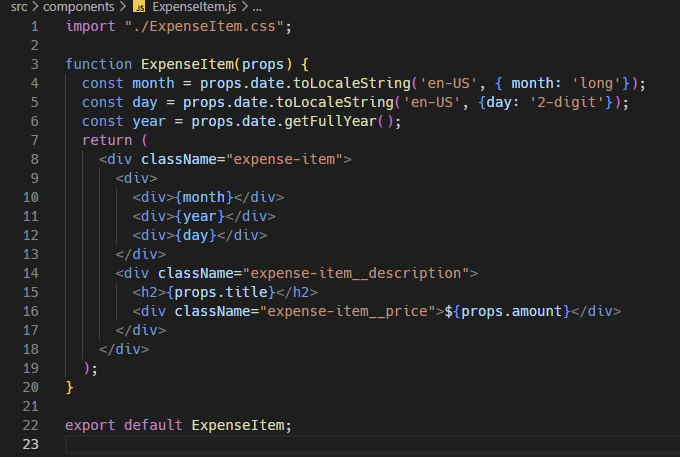 src > components > JS ExpenseItem.js > ...
1 import "./ExpenseItem.css";
2
3 function ExpenseItem(props) {
4   const month = props.date.toLocaleString('en-US', { month: 'long'});
5   const day = props.date.toLocaleString('en-US', {day: '2-digit'});
6   const year = props.date.getFullYear();
7   return (
8     <div className="expense-item">
9       <div>
10         <div>{month}</div>
11         <div>{year}</div>
12         <div>{day}</div>
13       </div>
14       <div className="expense-item__description">
15         <h2>{props.title}</h2>
16         <div className="expense-item__price">${props.amount}</div>
17       </div>
18     </div>
19   );
20 }
21
22 export default ExpenseItem;
23